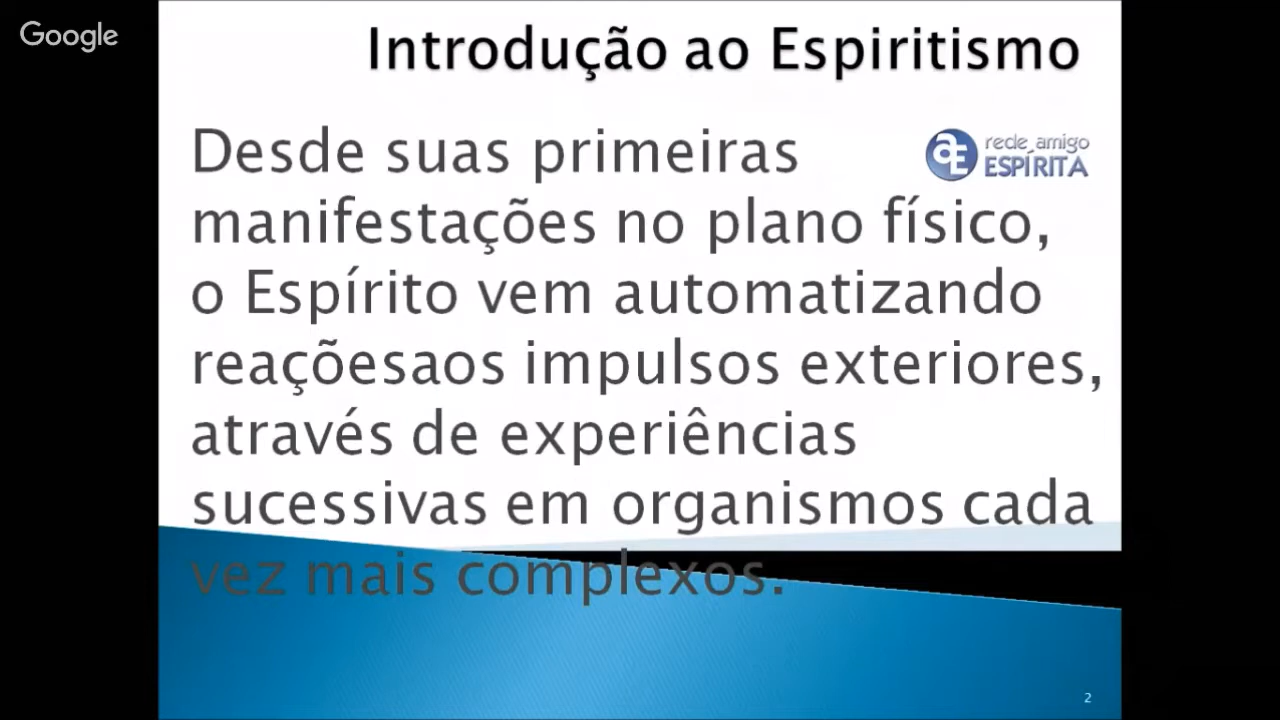 Google
Introdução ao Espiritismo
Desde suas primeiras
rede amigo
ESPÍRITA
manifestações no plano físico,
o Espírito vem automatizando
reaçõesaos impulsos exteriores,
através de experiências
sucessivas em organismos cada
vez mais complexos.
2